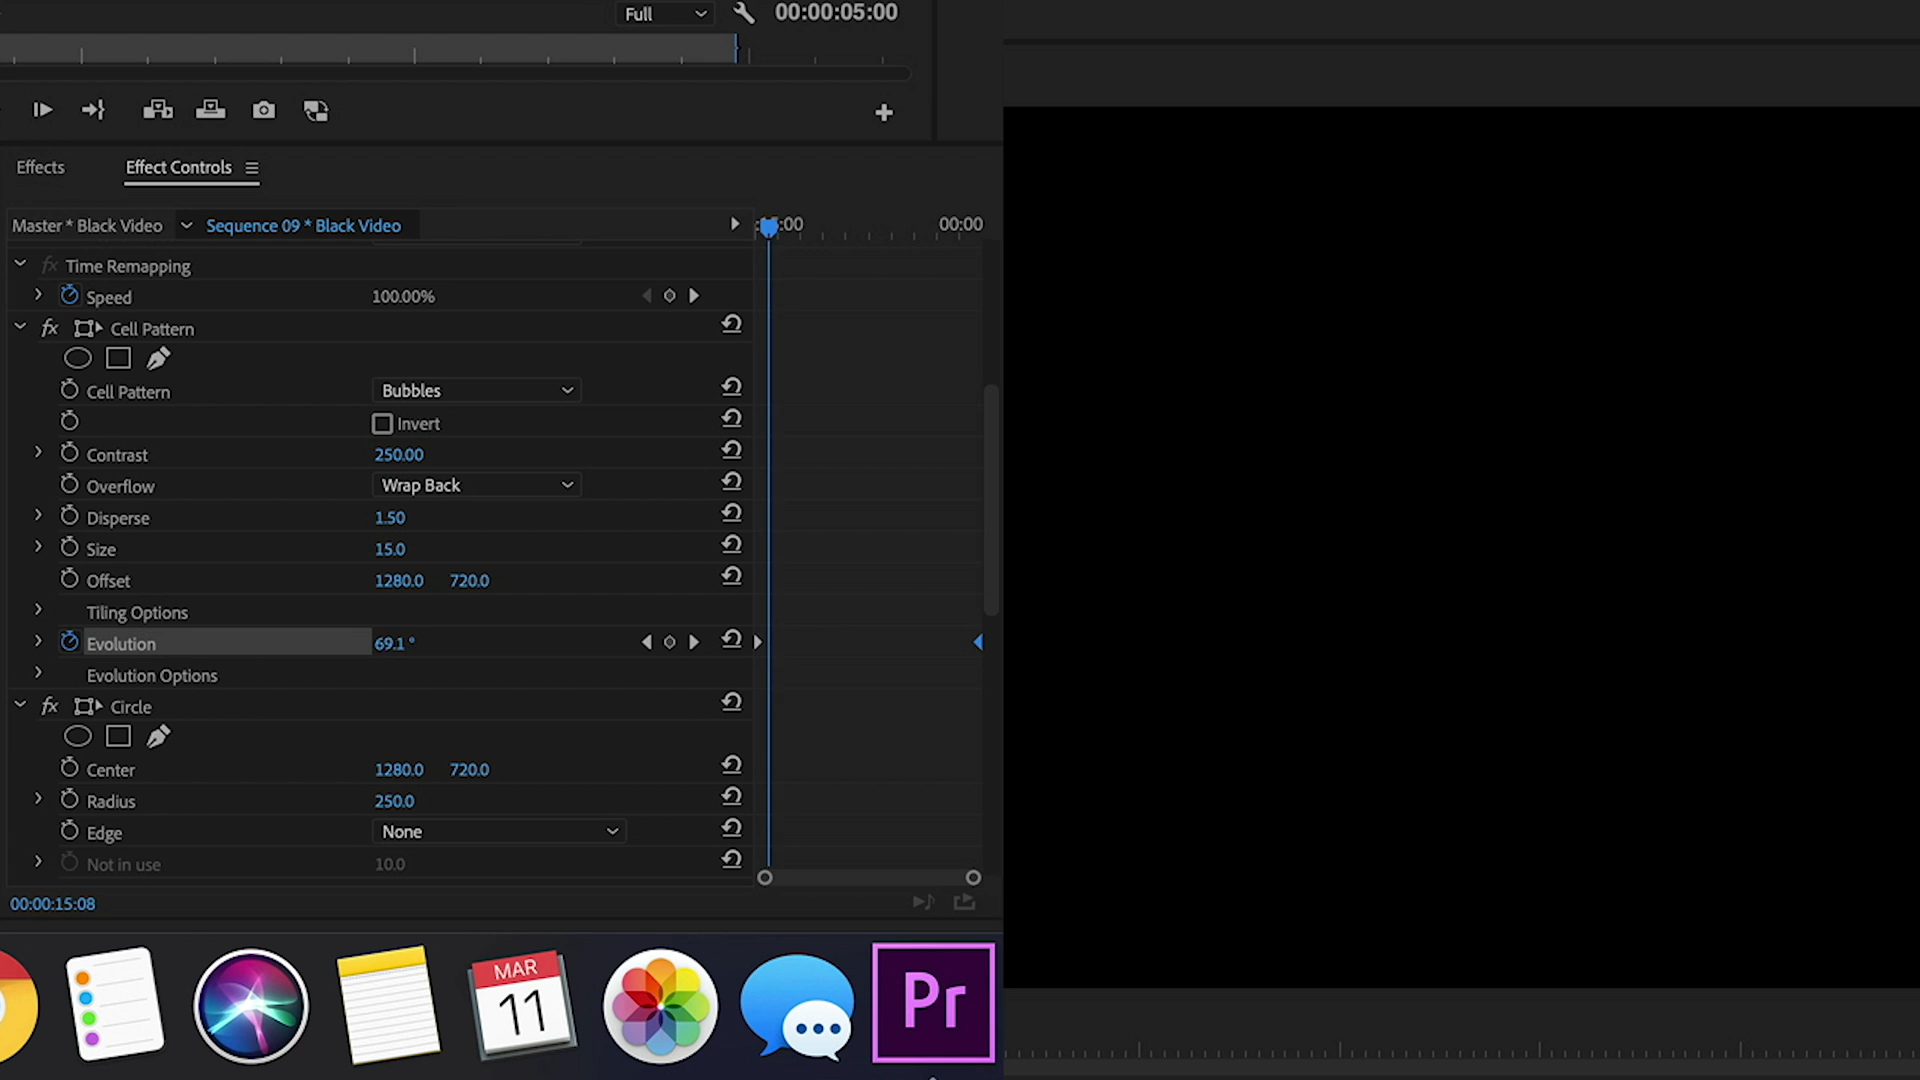 Full 00:00:05:00
Effects Effect Controls
Master * Black Video Sequence 09 * Black Video :00 00:00
fx Time Remapping
Speed 100.00%
fx Cell Pattern
Cell Pattern Bubbles
Invert
Contrast 250.00
Overflow Wrap Back
Disperse 1.50
Size 15.0
Offset 1280.0 720.0
Tiling Options
Evolution 69.1 °
Evolution Options
fx Circle
Center 1280.0 720.0
Radius 250.0
Edge None
Not in use 10.0
00:00:15:08
MAR
11
Pr